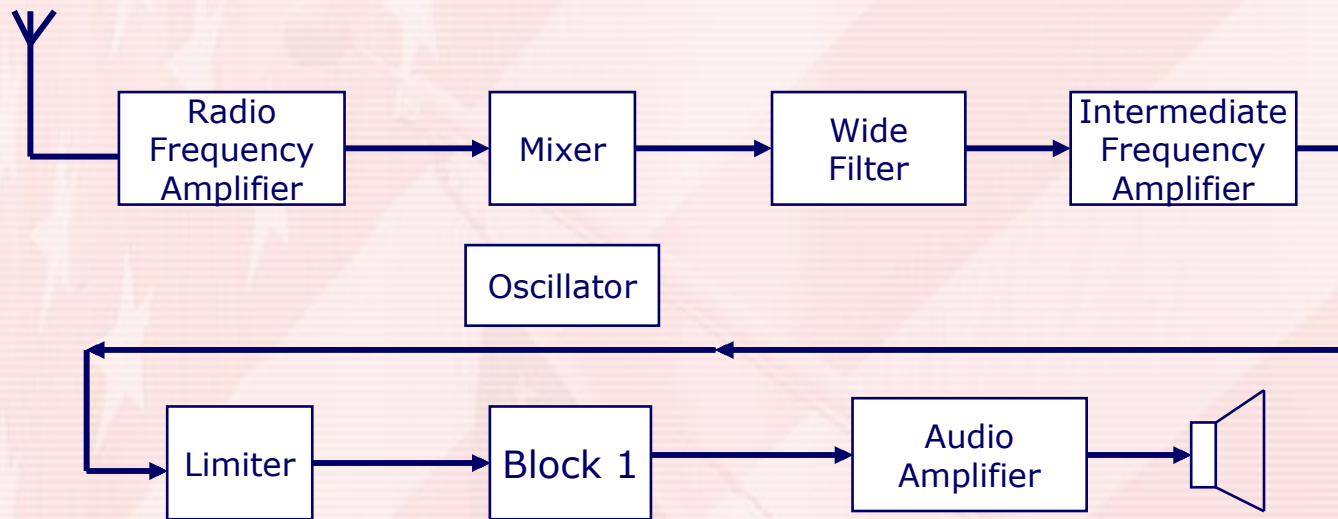 Radio
Frequency
Amplifier
Mixer
Wide
Filter
Intermediate
Frequency
Amplifier
Oscillator
Limiter
Block 1
Audio
Amplifier